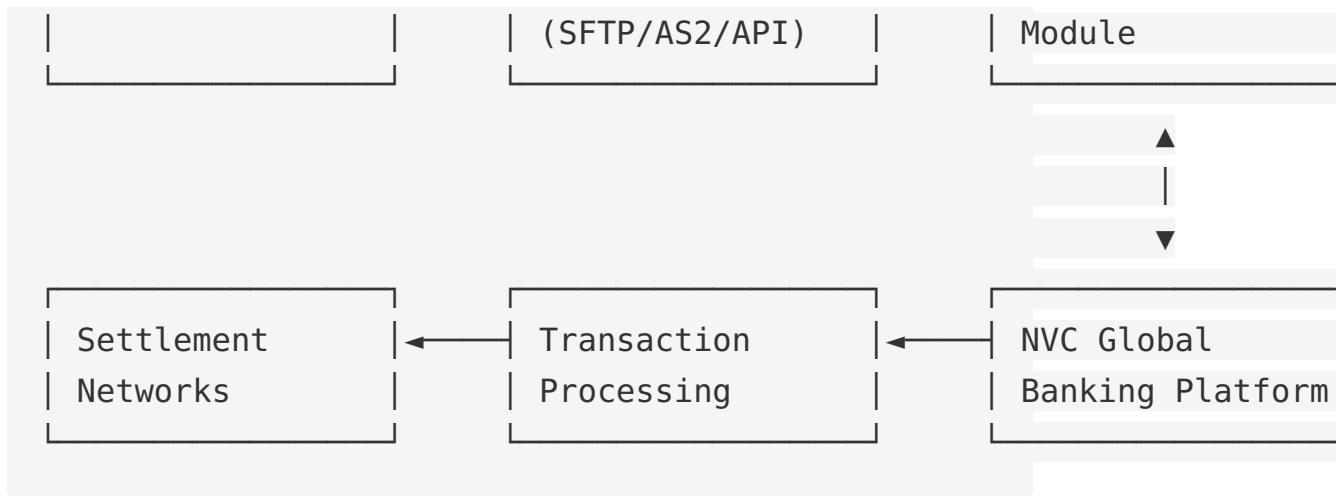 (SFTP/AS2/API) Module
Settlement Transaction NVC Global
Networks Processing Banking Platform